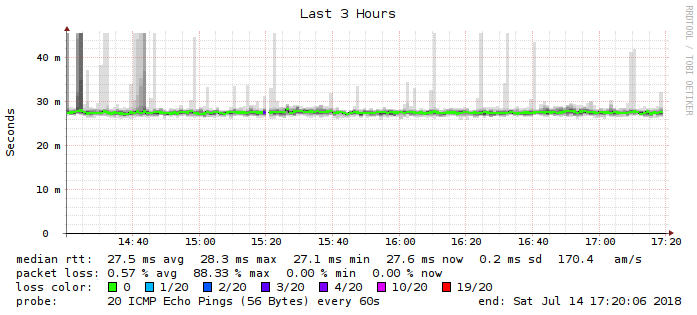 Last 3 Hours
RRDTOOL / TOBI OETIKER
Seconds
40 m
30 m
20 m
10 m
0
14:40 15:00 15:20 15:40 16:00 16:20 16:40 17:00 17:20
median rtt: 27.5 ms avg 28.3 ms max 27.1 ms min 27.6 ms now 0.2 ms sd 170.4 am/s
packet loss: 0.57 % avg 88.33 % max 0.00 % min 0.00 % now
loss color: 0 1/20 2/20 3/20 4/20 10/20 19/20
probe: 20 ICMP Echo Pings (56 Bytes) every 60s end: Sat Jul 14 17:20:06 2018